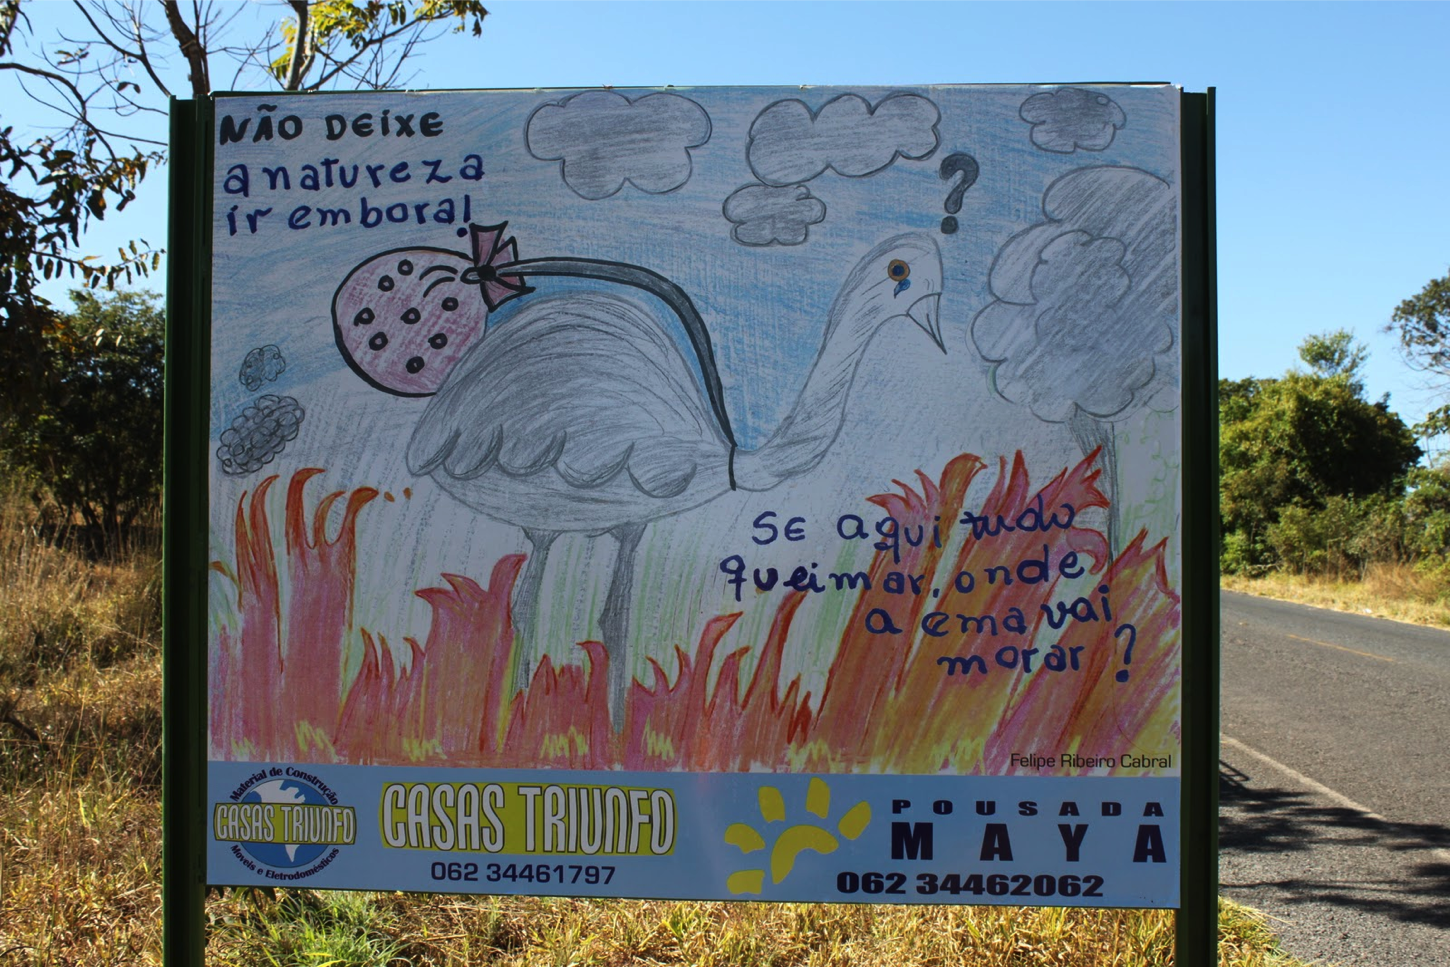 NÃO DEIXE
a natureza
ir embora!
?
SE aqui tudo
queimar, onde
a ema vai
morar?
Felipe Ribeiro Cabral
Material de Construção
CASAS TRIUNFO
Móveis e Eletrodomésticos
CASAS TRIUNFO
062 34461797
POUSADA
MAYA
062 34462062